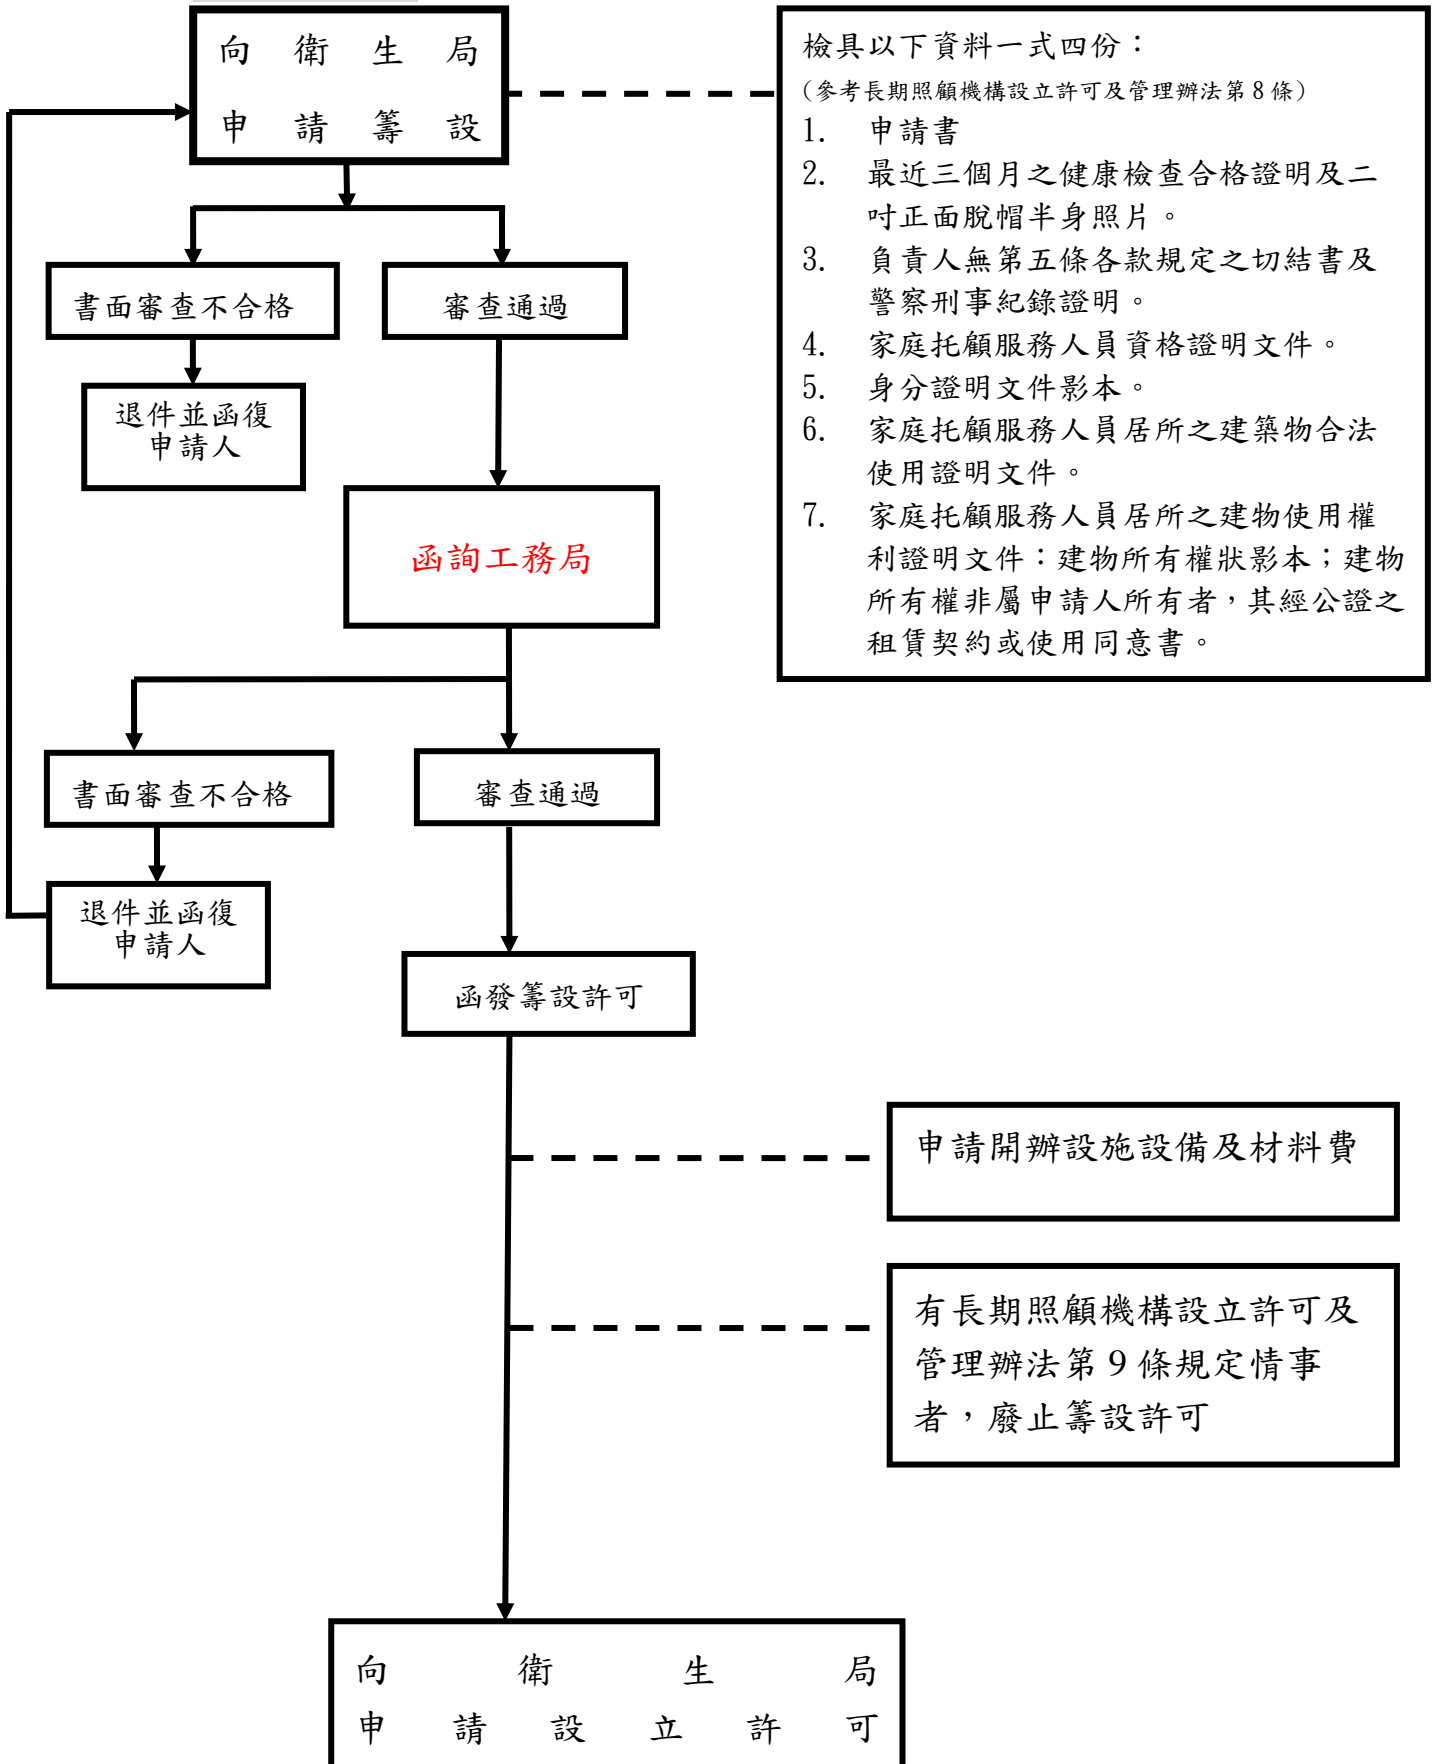 向衛生局
申請籌設
檢具以下資料一式四份：
(參考長期照顧機構設立許可及管理辦法第8條)
1. 申請書
2. 最近三個月之健康檢查合格證明及二
吋正面脫帽半身照片。
3. 負責人無第五條各款規定之切結書及
警察刑事紀錄證明。
4. 家庭托顧服務人員資格證明文件。
5. 身分證明文件影本。
6. 家庭托顧服務人員居所之建築物合法
使用證明文件。
7. 家庭托顧服務人員居所之建物使用權
利證明文件：建物所有權狀影本；建物
所有權非屬申請人所有者，其經公證之
租賃契約或使用同意書。
書面審查不合格
審查通過
退件並函復
申請人
函詢工務局
書面審查不合格
審查通過
退件並函復
申請人
函發籌設許可
申請開辦設施設備及材料費
有長期照顧機構設立許可及
管理辦法第9條規定情事
者，廢止籌設許可
向衛生局
申請設立許可